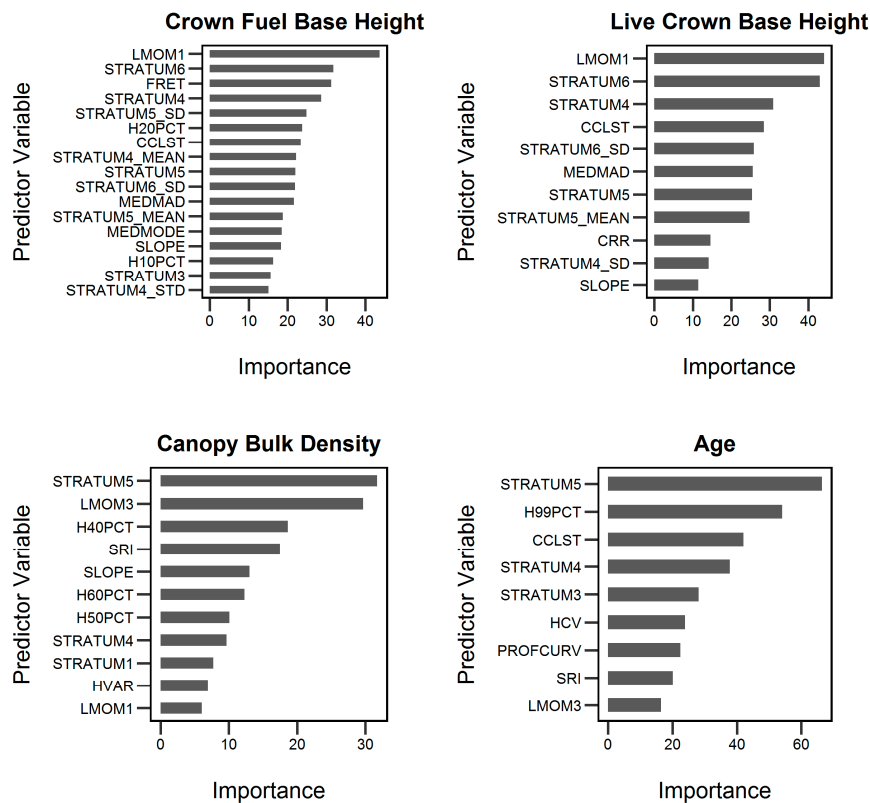 Crown Fuel Base Height
Predictor Variable
LMOM1
STRATUM6
FRET
STRATUM4
STRATUM5_SD
H20PCT
CCLST
STRATUM4_MEAN
STRATUM5
STRATUM6_SD
MEDMAD
STRATUM5_MEAN
MEDMODE
SLOPE
H10PCT
STRATUM3
STRATUM4_STD
0 10 20 30 40
Importance
Live Crown Base Height
Predictor Variable
LMOM1
STRATUM6
STRATUM4
CCLST
STRATUM6_SD
MEDMAD
STRATUM5
STRATUM5_MEAN
CRR
STRATUM4_SD
SLOPE
0 10 20 30 40
Importance
Canopy Bulk Density
Predictor Variable
STRATUM5
LMOM3
H40PCT
SRI
SLOPE
H60PCT
H50PCT
STRATUM4
STRATUM1
HVAR
LMOM1
0 10 20 30
Importance
Age
Predictor Variable
STRATUM5
H99PCT
CCLST
STRATUM4
STRATUM3
HCV
PROFCURV
SRI
LMOM3
0 20 40 60
Importance